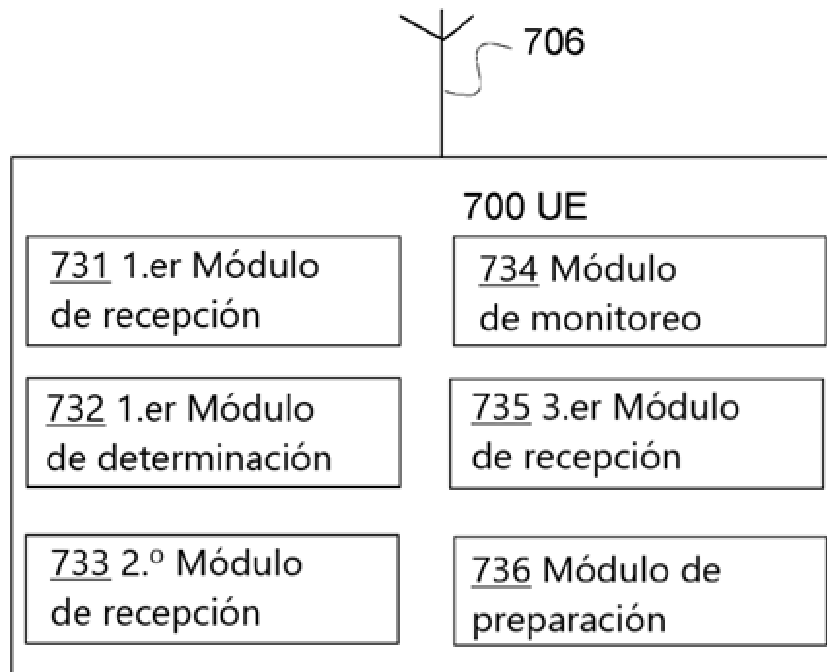 706
700 UE
731 1.er Módulo
de recepción
734 Módulo
de monitoreo
732 1.er Módulo
de determinación
735 3.er Módulo
de recepción
733 2.º Módulo
de recepción
736 Módulo de
preparación